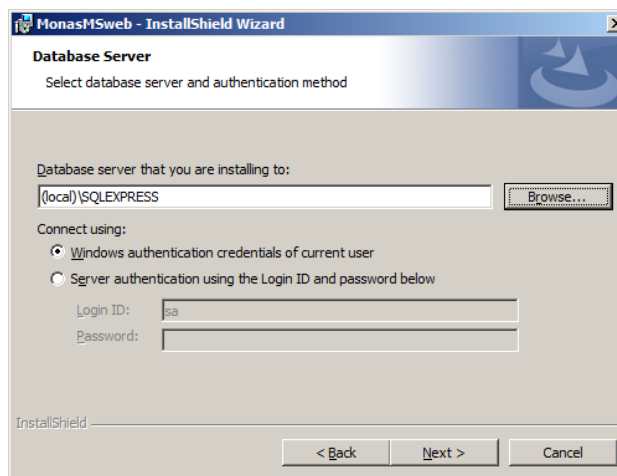 MonasMSweb - InstallShield Wizard
Database Server
Select database server and authentication method
Database server that you are installing to:
(local)\SQLEXPRESS
Browse...
Connect using:
Windows authentication credentials of current user
Server authentication using the Login ID and password below
Login ID:
sa
Password:
InstallShield
< Back
Next >
Cancel